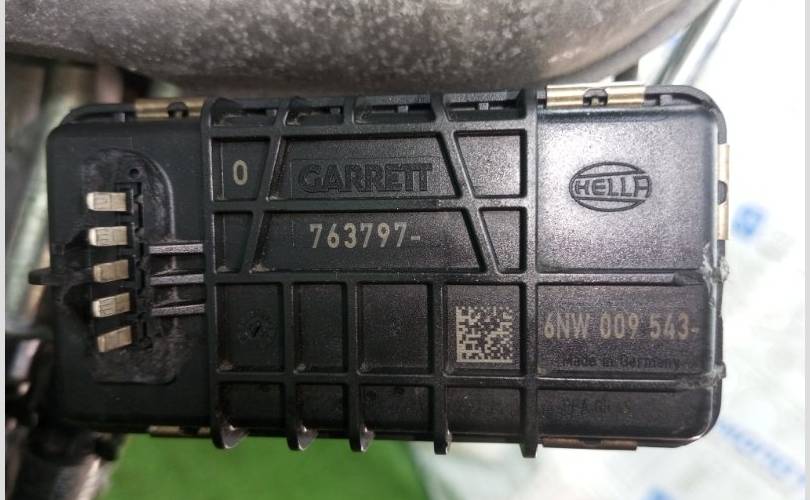 0
GARRETT
HELLA
763797-
6NW 009 543-
Made in Germany